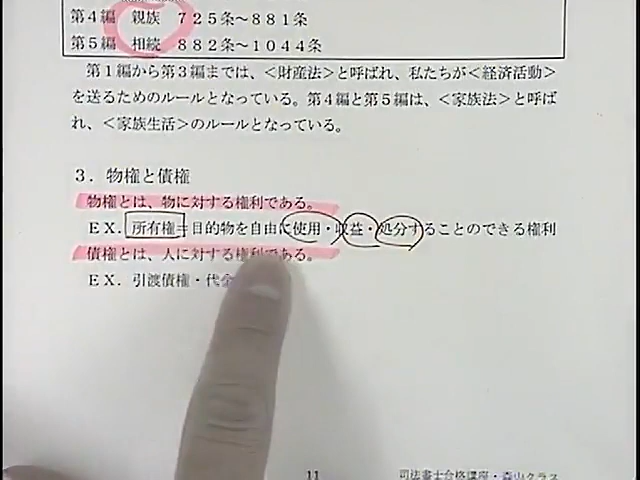 第4編 親族 725条～881条
第5編 相続 882条～1044条
第1編から第3編までは、＜財産法＞と呼ばれ、私たちが＜経済活動＞
を送るためのルールとなっている。第4編と第5編は、＜家族法＞と呼ば
れ、＜家族生活＞のルールとなっている。
3．物権と債権
物権とは、物に対する権利である。
EX．所有権＝目的物を自由に使用・収益・処分することのできる権利
債権とは、人に対する権利である。
EX．引渡債権・代金
11 司法書士合格講座・森山クラス